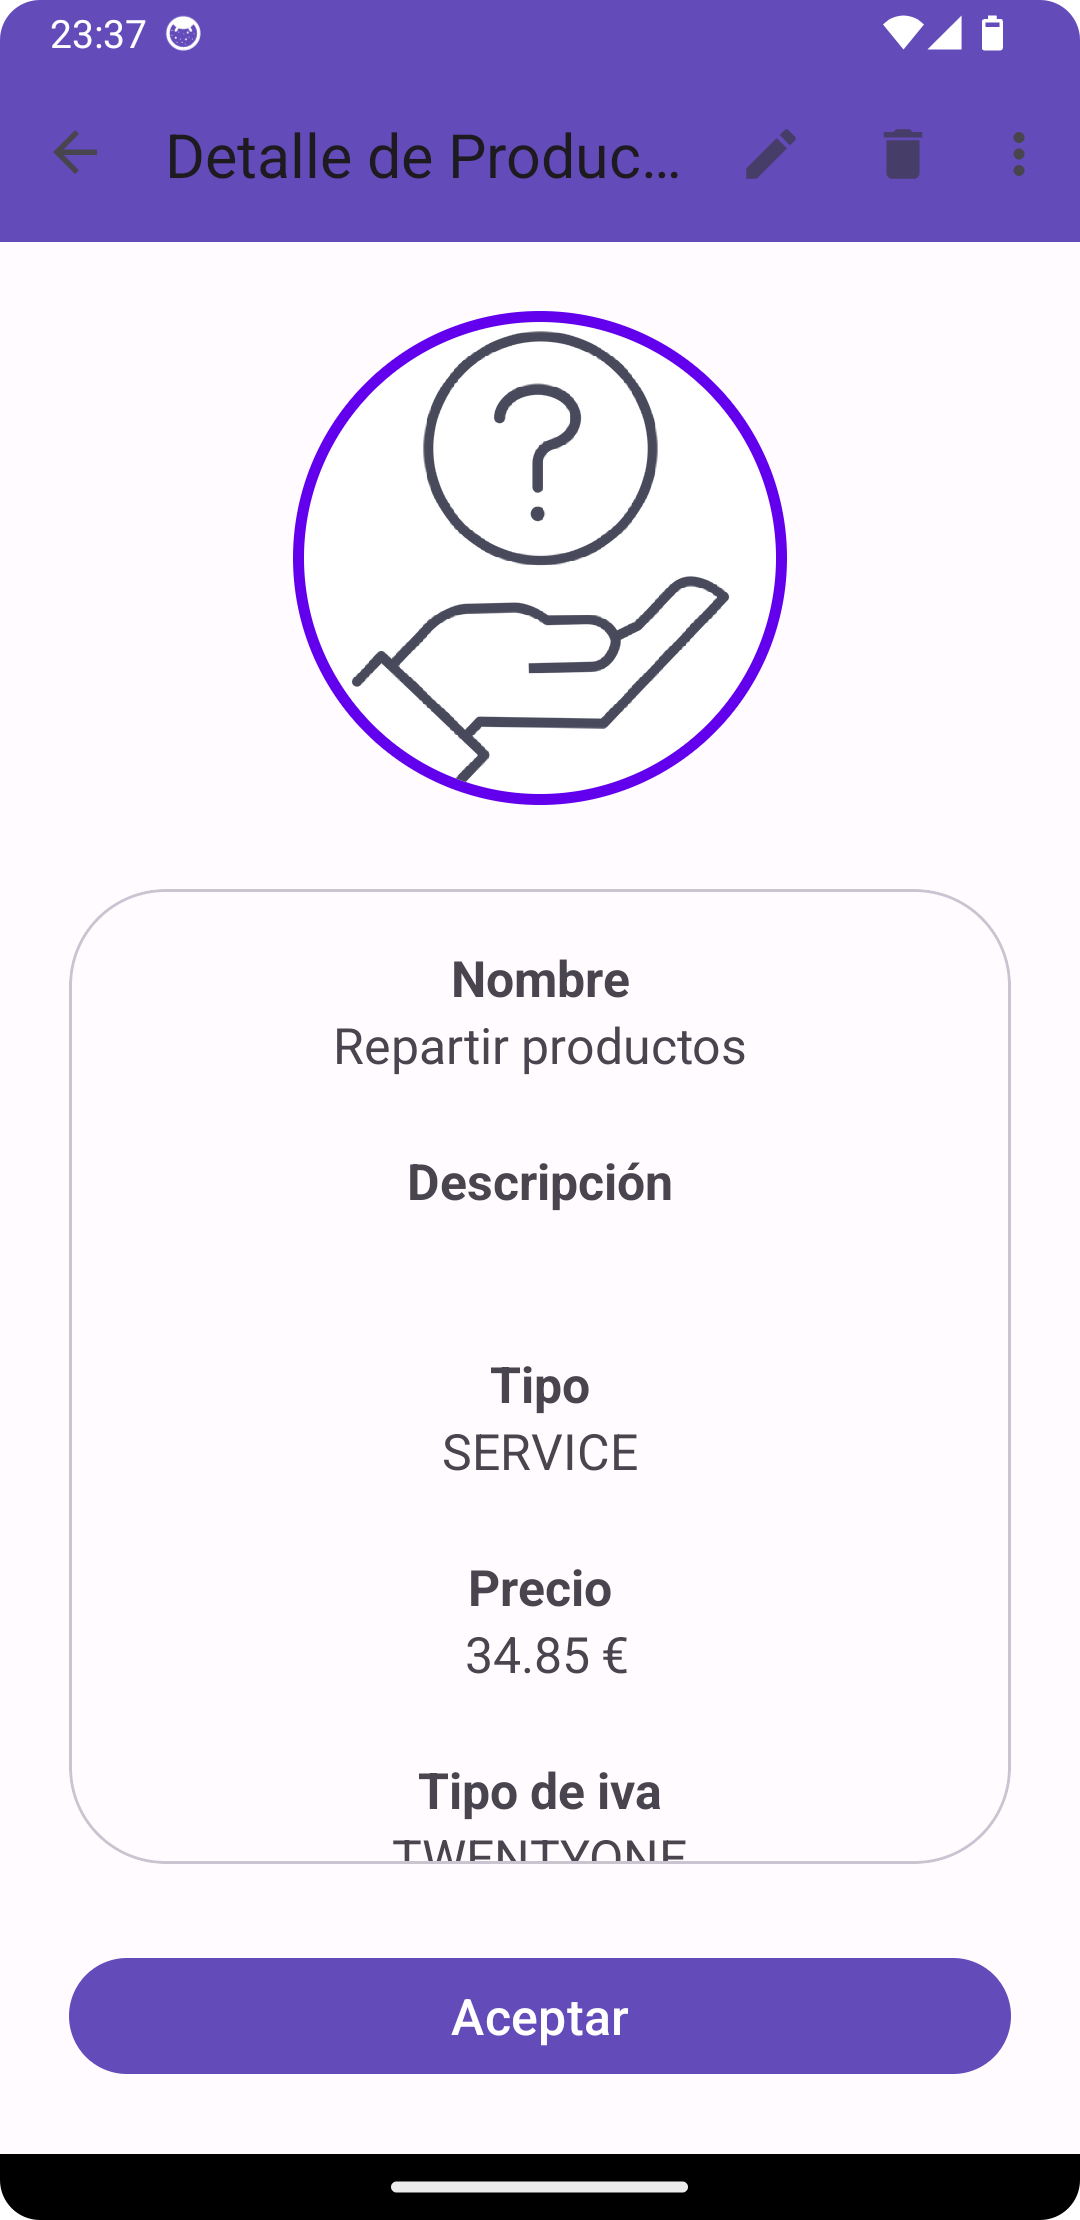 23:37
Detalle de Produc...
?
Nombre
Repartir productos
Descripción
Tipo
SERVICE
Precio
34.85 €
Tipo de iva
TWENTYONE
Aceptar